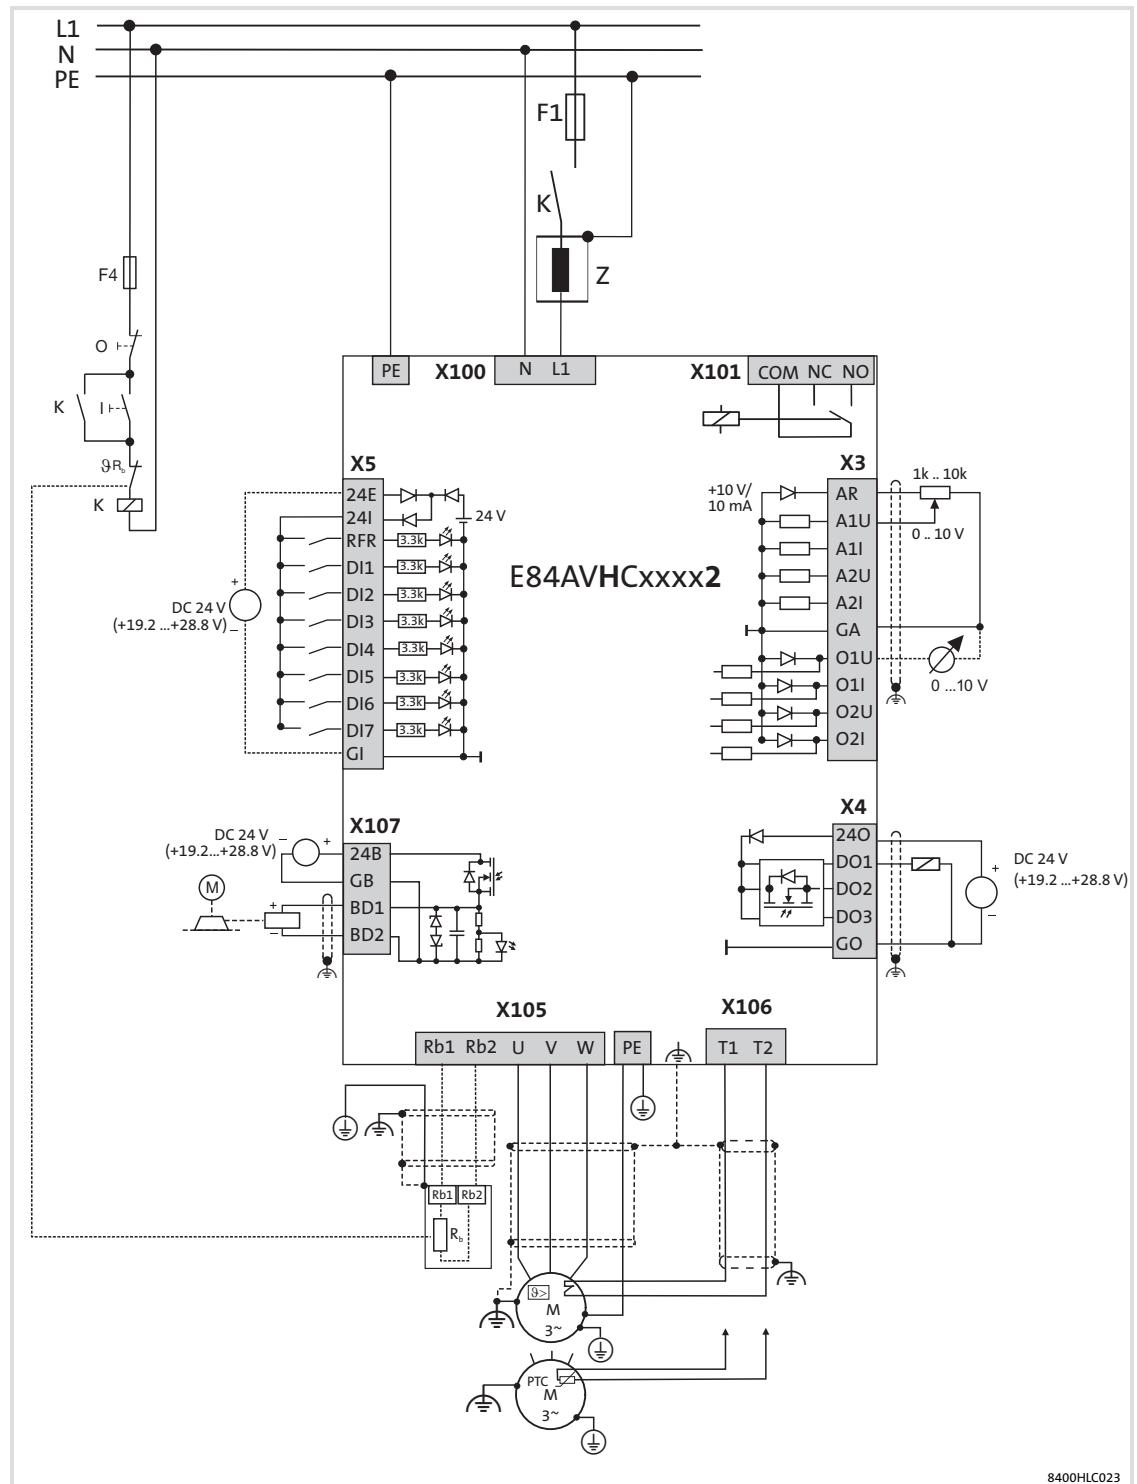 L1
N
PE
F1
K
Z
F4
O
K
I
ϑRb
K
PE
X100
N L1
X101
COM NC NO
X5
24E
24I
RFR
DI1
DI2
DI3
DI4
DI5
DI6
DI7
GI
24 V
3.3k
3.3k
3.3k
3.3k
3.3k
3.3k
3.3k
3.3k
+
DC 24 V
(+19.2 ...+28.8 V)
–
E84AVHCxxxx2
X3
+10 V/
10 mA
AR
A1U
A1I
A2U
A2I
GA
O1U
O1I
O2U
O2I
1k .. 10k
0 .. 10 V
0 ...10 V
X107
DC 24 V
(+19.2...+28.8 V)
–
+
24B
GB
BD1
BD2
M
+
–
X4
24O
DO1
DO2
DO3
GO
+
DC 24 V
(+19.2 ...+28.8 V)
–
X105
Rb1 Rb2 U V W
PE
X106
T1 T2
Rb1 Rb2
Rb
ϑ>
M
3~
PTC
M
3~
8400HLC023